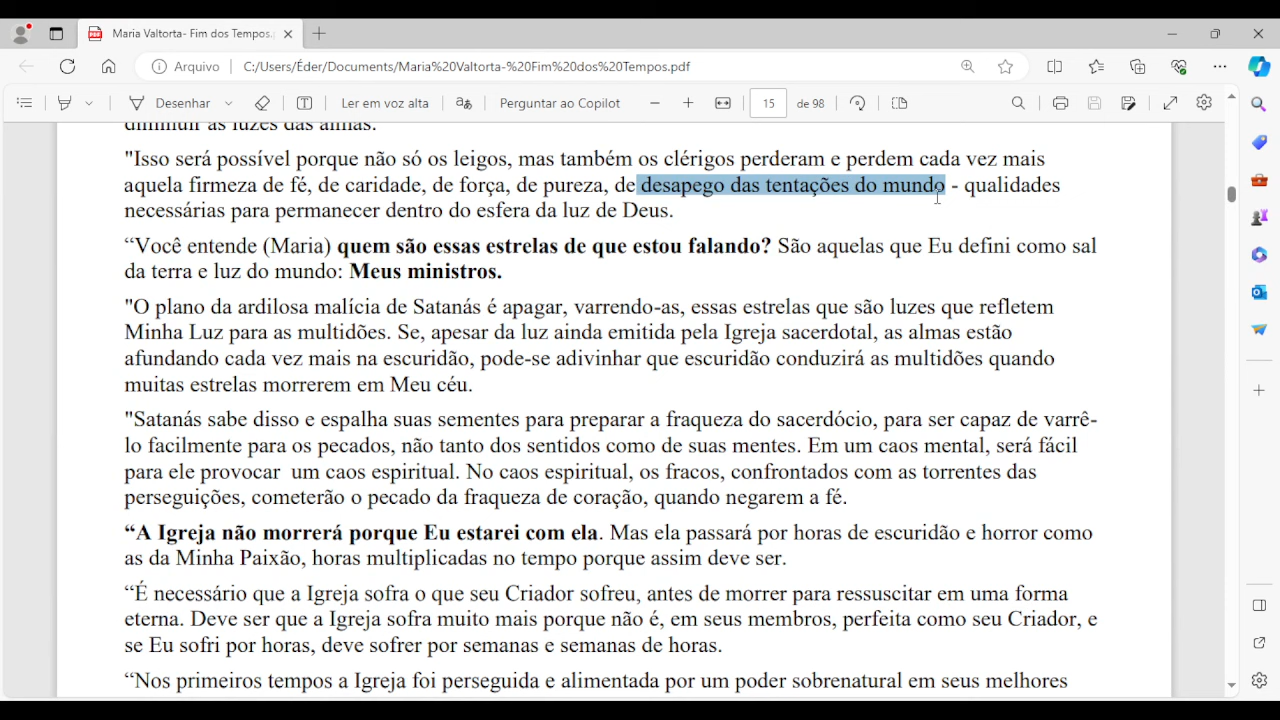 Maria Valtorta- Fim dos Tempos.
Arquivo C:/Users/Éder/Documents/Maria%20Valtorta-%20Fim%20dos%20Tempos.pdf
Desenhar Ler em voz alta Perguntar ao Copilot 15 de 98
diminuir as luzes das almas.
"Isso será possível porque não só os leigos, mas também os clérigos perderam e perdem cada vez mais
aquela firmeza de fé, de caridade, de força, de pureza, de desapego das tentações do mundo - qualidades
necessárias para permanecer dentro do esfera da luz de Deus.
“Você entende (Maria) quem são essas estrelas de que estou falando? São aquelas que Eu defini como sal
da terra e luz do mundo: Meus ministros.
"O plano da ardilosa malícia de Satanás é apagar, varrendo-as, essas estrelas que são luzes que refletem
Minha Luz para as multidões. Se, apesar da luz ainda emitida pela Igreja sacerdotal, as almas estão
afundando cada vez mais na escuridão, pode-se adivinhar que escuridão conduzirá as multidões quando
muitas estrelas morrerem em Meu céu.
"Satanás sabe disso e espalha suas sementes para preparar a fraqueza do sacerdócio, para ser capaz de varrê-
lo facilmente para os pecados, não tanto dos sentidos como de suas mentes. Em um caos mental, será fácil
para ele provocar um caos espiritual. No caos espiritual, os fracos, confrontados com as torrentes das
perseguições, cometerão o pecado da fraqueza de coração, quando negarem a fé.
“A Igreja não morrerá porque Eu estarei com ela. Mas ela passará por horas de escuridão e horror como
as da Minha Paixão, horas multiplicadas no tempo porque assim deve ser.
“É necessário que a Igreja sofra o que seu Criador sofreu, antes de morrer para ressuscitar em uma forma
eterna. Deve ser que a Igreja sofra muito mais porque não é, em seus membros, perfeita como seu Criador, e
se Eu sofri por horas, deve sofrer por semanas e semanas de horas.
“Nos primeiros tempos a Igreja foi perseguida e alimentada por um poder sobrenatural em seus melhores